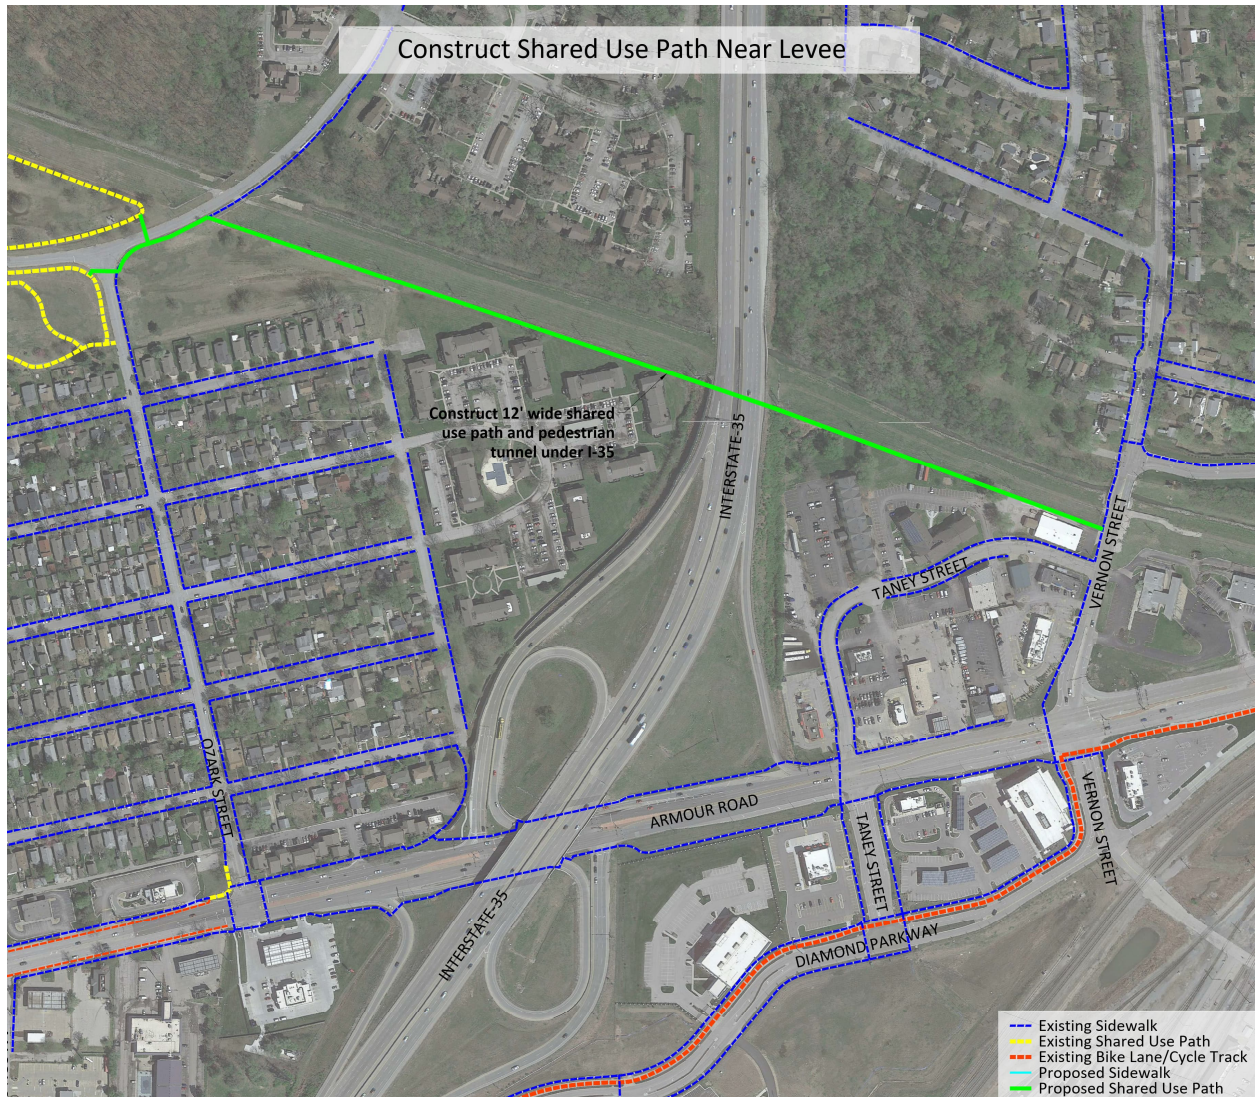 Construct Shared Use Path Near Levee
Construct 12' wide shared
use path and pedestrian
tunnel under I-35
INTERSTATE-35
VERNON STREET
TANEY STREET
OZARK STREET
ARMOUR ROAD
TANEY STREET
VERNON STREET
INTERSTATE-35
DIAMOND PARKWAY
Existing Sidewalk
Existing Shared Use Path
Existing Bike Lane/Cycle Track
Proposed Sidewalk
Proposed Shared Use Path